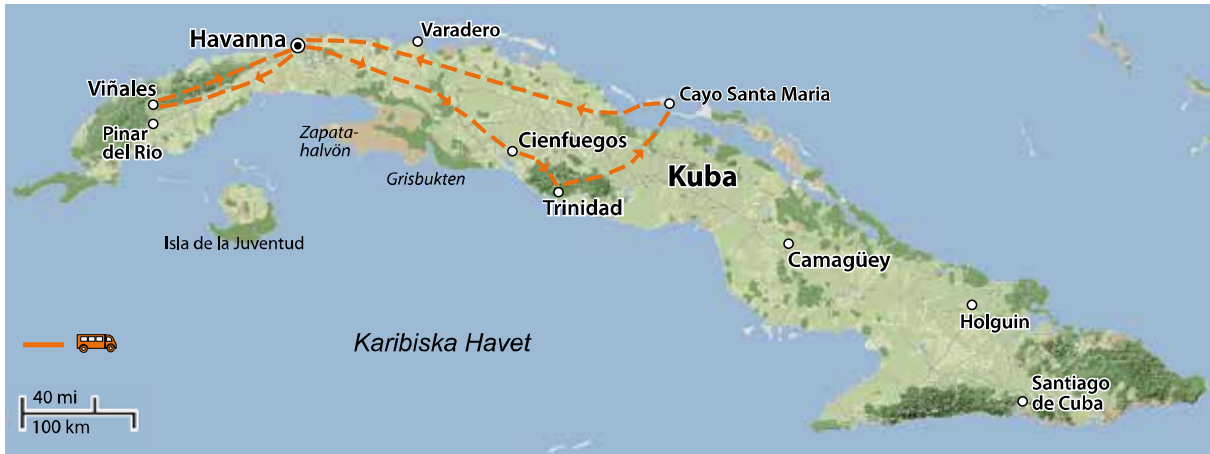 Havanna
Varadero
Viñales
Cayo Santa Maria
Pinar
del Rio
Zapata-
halvön
Cienfuegos
Grisbukten
Kuba
Trinidad
Isla de la Juventud
Camagüey
Holguin
Karibiska Havet
Santiago
de Cuba
40 mi
100 km